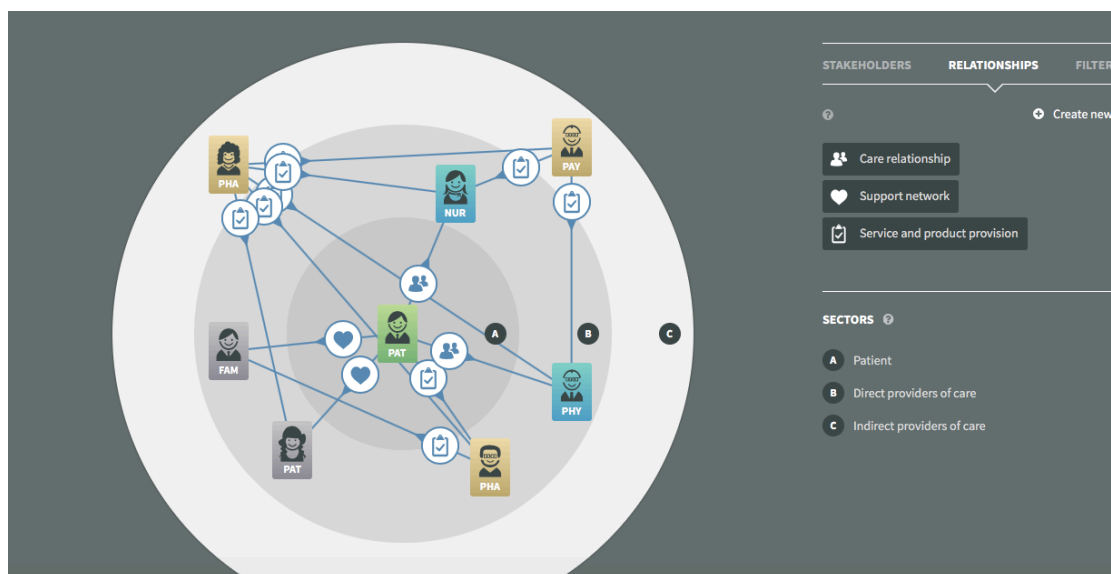 STAKEHOLDERS RELATIONSHIPS FILTER
? Create new
Care relationship
Support network
Service and product provision
SECTORS ?
A Patient
B Direct providers of care
C Indirect providers of care
PHA
PAY
NUR
PAT
A
B
C
FAM
PHY
PAT
PHA